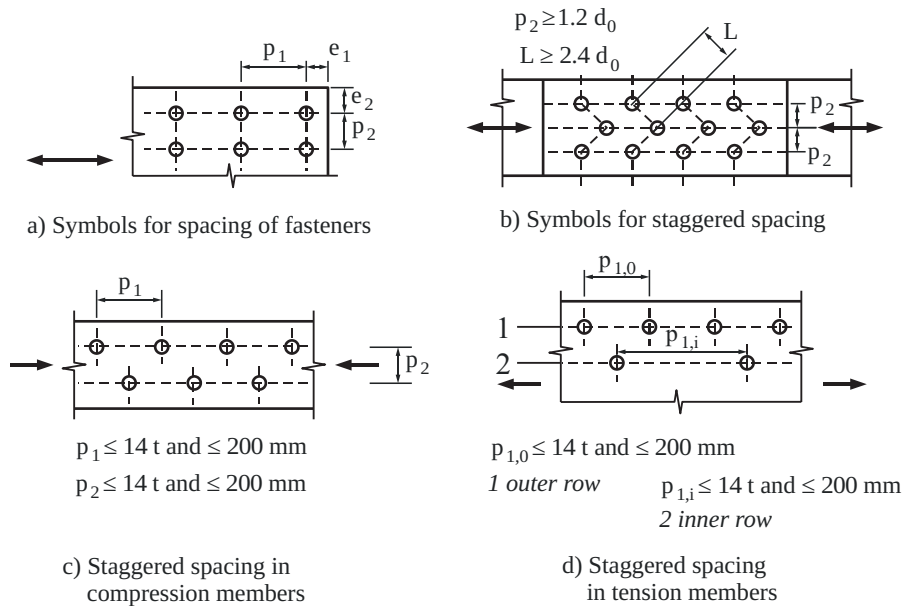 p1
e1
e2
p2
a) Symbols for spacing of fasteners
p2 ≥1.2 d0
L ≥ 2.4 d0
L
p2
p2
b) Symbols for staggered spacing
p1
p2
p1 ≤ 14 t and ≤ 200 mm
p2 ≤ 14 t and ≤ 200 mm
c) Staggered spacing in
compression members
p1,0
1
p1,i
2
p1,0 ≤ 14 t and ≤ 200 mm
1 outer row
p1,i ≤ 14 t and ≤ 200 mm
2 inner row
d) Staggered spacing
in tension members